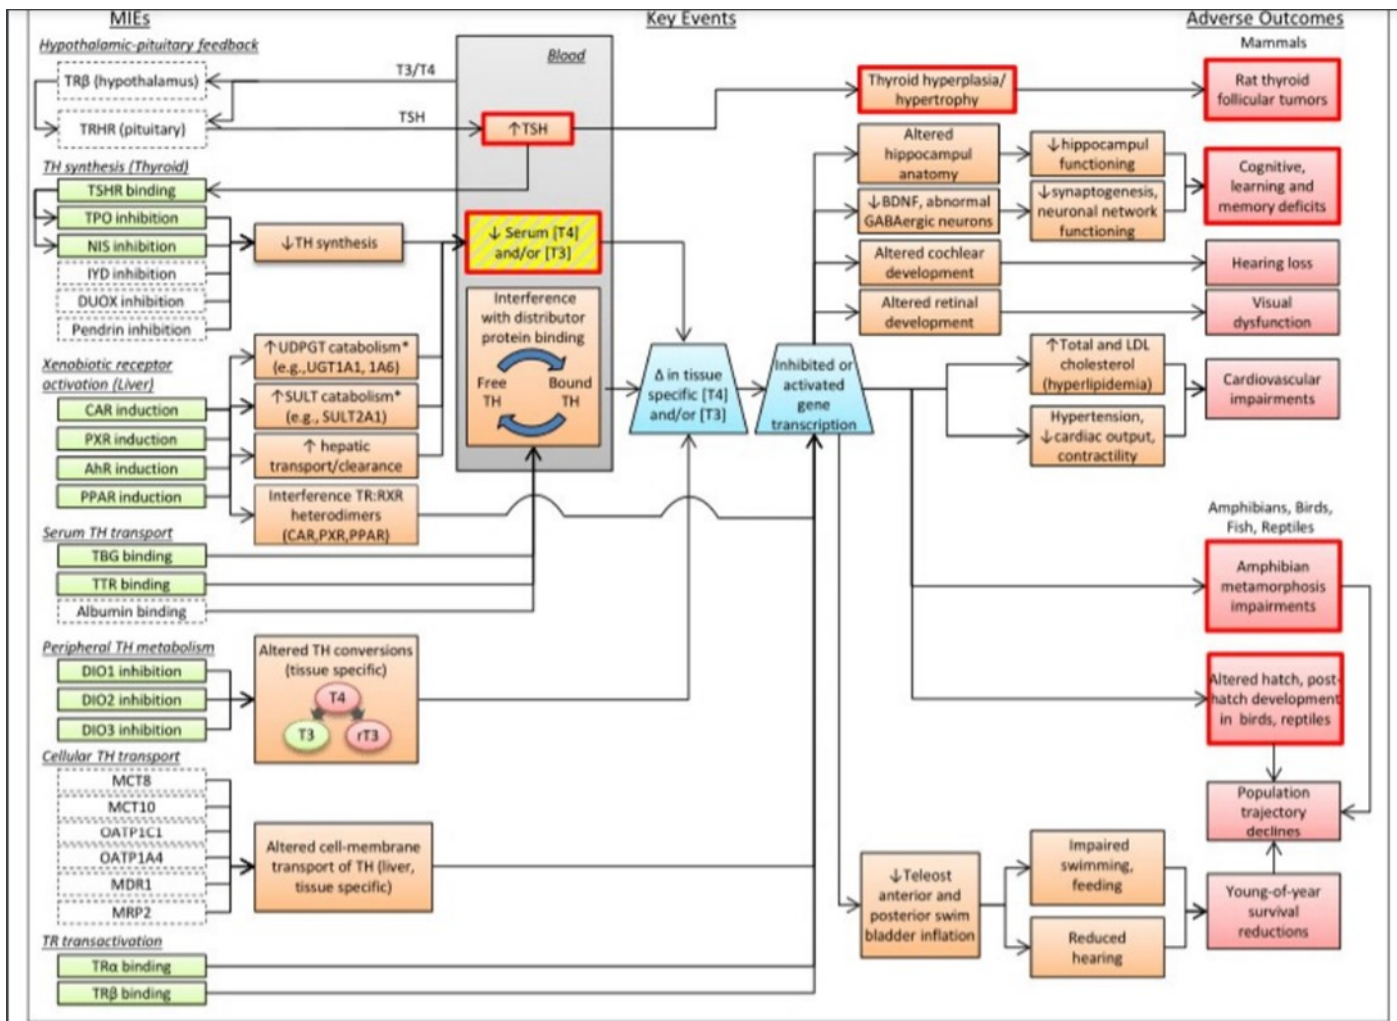 MIEs
Key Events
Adverse Outcomes
Hypothalamic-pituitary feedback
TRβ (hypothalamus)
TRHR (pituitary)
T3/T4
TSH
Blood
↑TSH
Mammals
Thyroid hyperplasia/
hypertrophy
Rat thyroid
follicular tumors
TH synthesis (Thyroid)
TSHR binding
TPO inhibition
NIS inhibition
IYD inhibition
DUOX inhibition
Pendrin inhibition
↓TH synthesis
↓ Serum [T4]
and/or [T3]
Altered
hippocampul
anatomy
↓hippocampul
functioning
↓BDNF, abnormal
GABAergic neurons
↓synaptogenesis,
neuronal network
functioning
Cognitive,
learning and
memory deficits
Altered cochlear
development
Hearing loss
Altered retinal
development
Visual
dysfunction
Interference
with distributor
protein binding
Free
TH
Bound
TH
Xenobiotic receptor
activation (Liver)
CAR induction
PXR induction
AhR induction
PPAR induction
↑UDPGT catabolism*
(e.g.,UGT1A1, 1A6)
↑SULT catabolism*
(e.g., SULT2A1)
↑ hepatic
transport/clearance
Interference TR:RXR
heterodimers
(CAR,PXR,PPAR)
Δ in tissue
specific [T4]
and/or [T3]
Inhibited or
activated
gene
transcription
↑Total and LDL
cholesterol
(hyperlipidemia)
Hypertension,
↓cardiac output,
contractility
Cardiovascular
impairments
Serum TH transport
TBG binding
TTR binding
Albumin binding
Amphibians, Birds,
Fish, Reptiles
Amphibian
metamorphosis
impairments
Peripheral TH metabolism
DIO1 inhibition
DIO2 inhibition
DIO3 inhibition
Altered TH conversions
(tissue specific)
T4
T3
rT3
Altered hatch, post-
hatch development
in birds, reptiles
Cellular TH transport
MCT8
MCT10
OATP1C1
OATP1A4
MDR1
MRP2
Altered cell-membrane
transport of TH (liver,
tissue specific)
Population
trajectory
declines
↓Teleost
anterior and
posterior swim
bladder inflation
Impaired
swimming,
feeding
Reduced
hearing
Young-of-year
survival
reductions
TR transactivation
TRα binding
TRβ binding